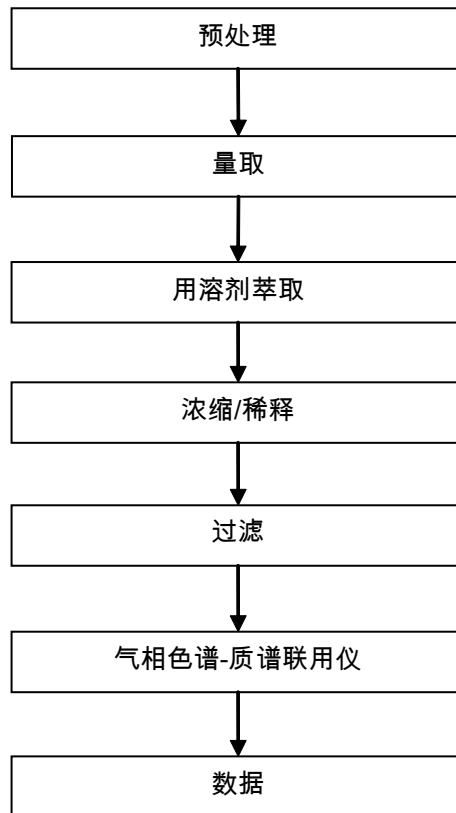 预处理
量取
用溶剂萃取
浓缩/稀释
过滤
气相色谱-质谱联用仪
数据